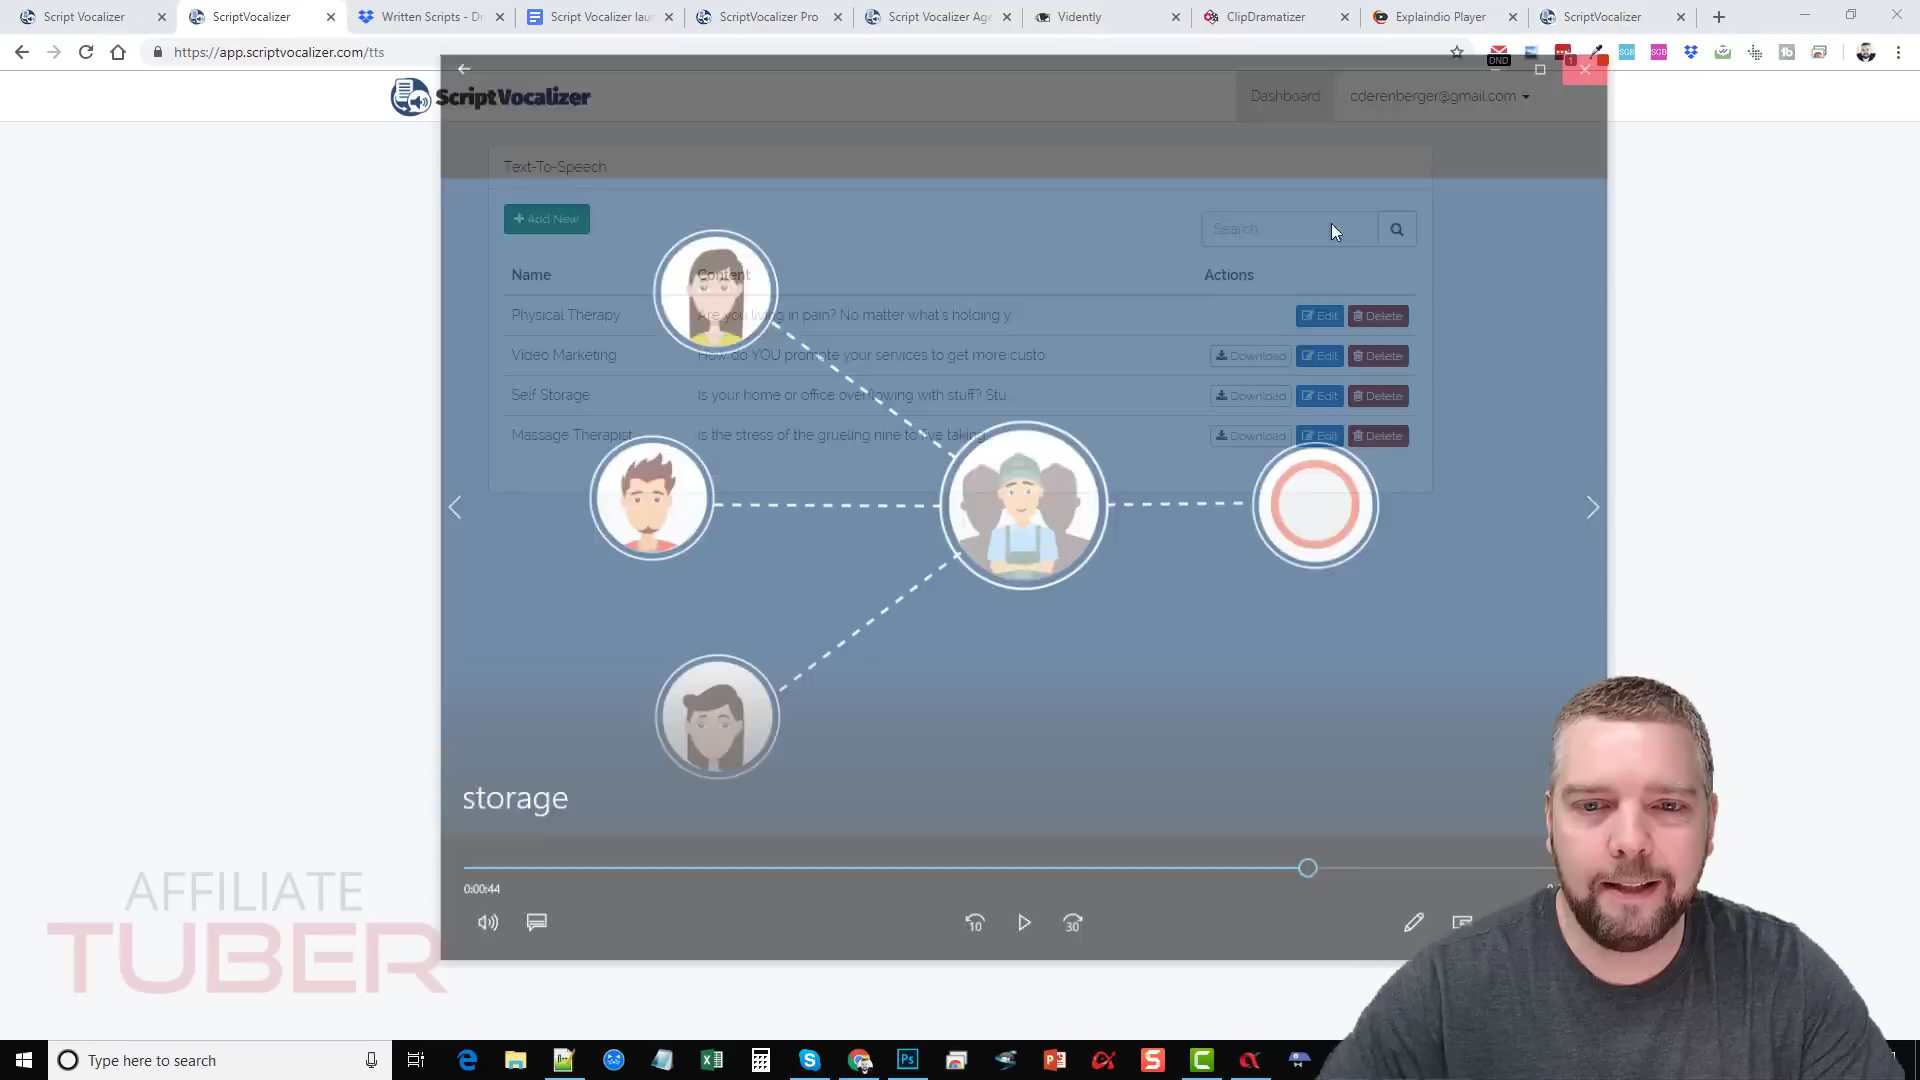 Script Vocalizer
ScriptVocalizer
Written Scripts - Dr
Script Vocalizer lau
ScriptVocalizer Pro
Script Vocalizer Age
Vidently
ClipDramatizer
Explaindio Player
ScriptVocalizer
https://app.scriptvocalizer.com/tts
DND
SGB
SGB
1
ScriptVocalizer
Dashboard
cderenberger@gmail.com
Text-To-Speech
Add New
Search
Name
Content
Actions
Physical Therapy
Are you living in pain? No matter what's holding y
Edit
Delete
Video Marketing
How do YOU promote your services to get more custo
Download
Edit
Delete
Self Storage
Is your home or office overflowing with stuff? Stu
Download
Edit
Delete
Massage Therapist
Is the stress of the grueling nine to five taking
Download
Edit
Delete
storage
0:00:44
10
30
AFFILIATE
TUBER
Type here to search